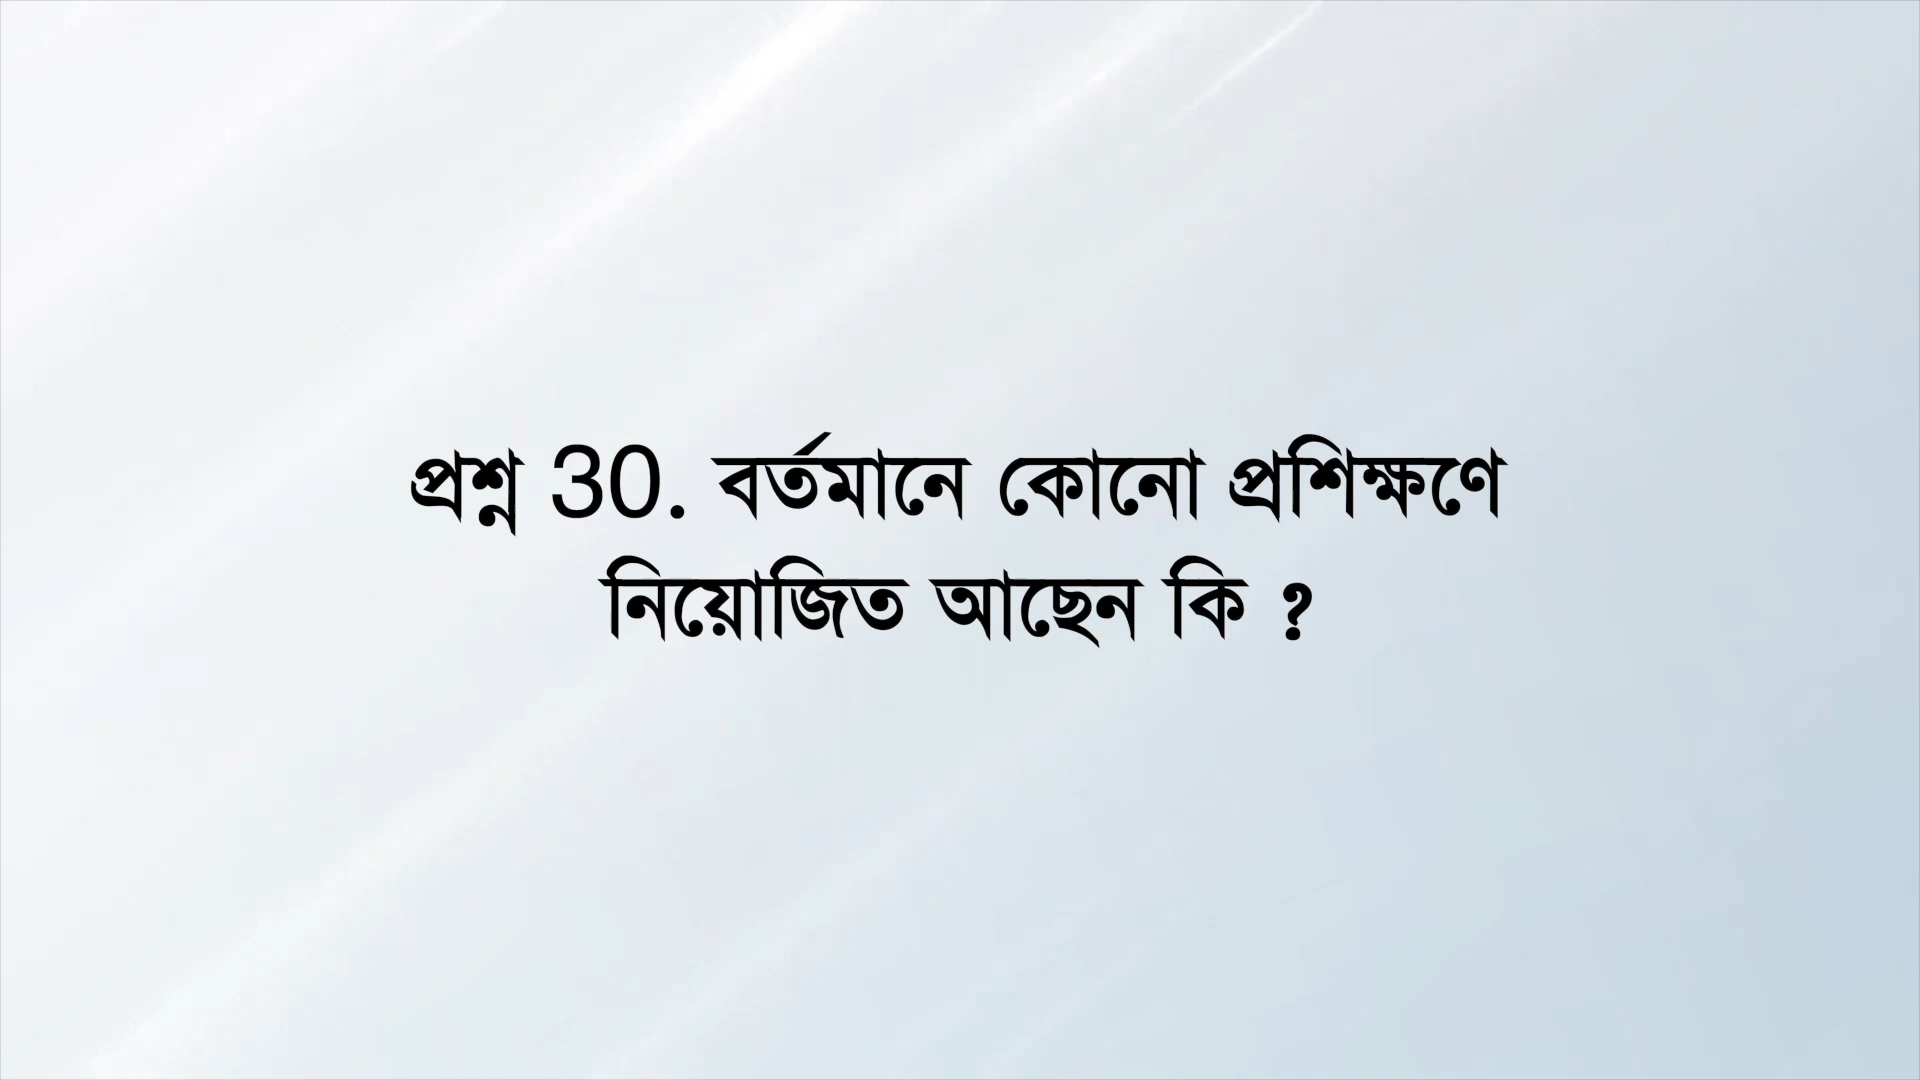 প্রশ্ন 30. বর্তমানে কোনো প্রশিক্ষণে
নিয়োজিত আছেন কি ?